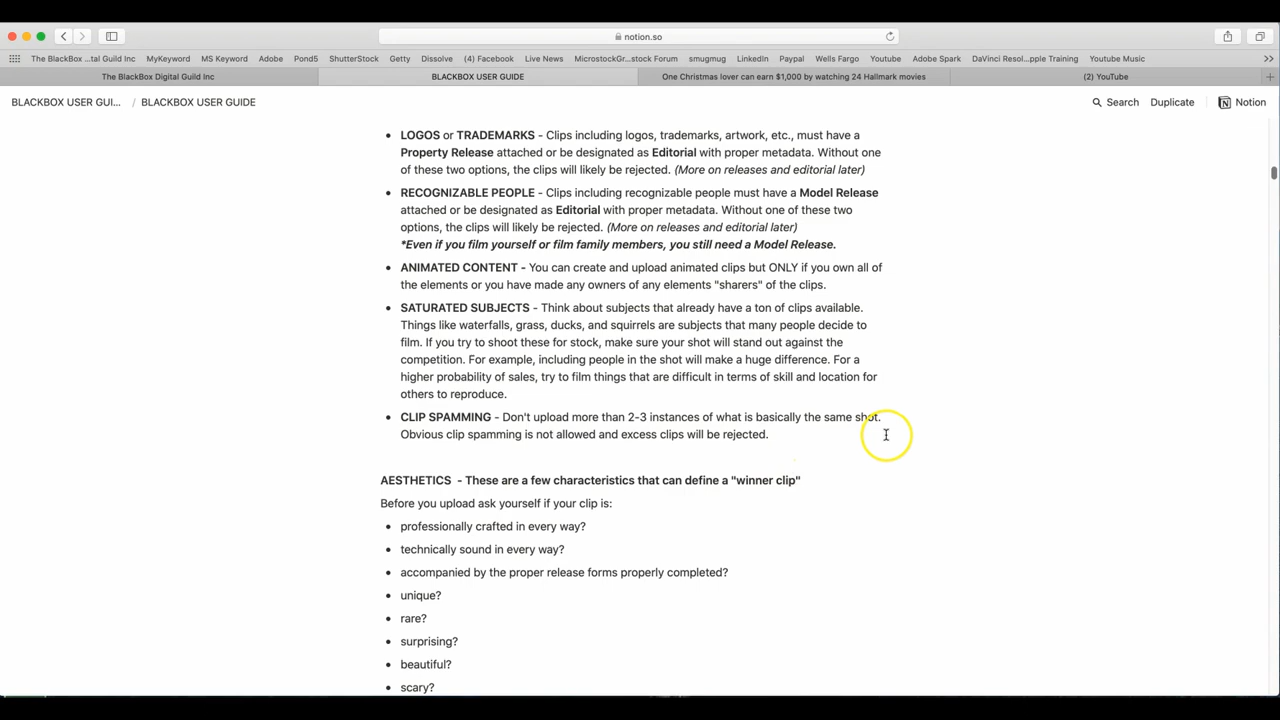 notion.so
The BlackBox ...tal Guild Inc MyKeyword MS Keyword Adobe Pond5 ShutterStock Getty Dissolve (4) Facebook Live News MicrostockGr...stock Forum smugmug LinkedIn Paypal Wells Fargo Youtube Adobe Spark DaVinci Resol...pple Training Youtube Music
The BlackBox Digital Guild Inc BLACKBOX USER GUIDE One Christmas lover can earn $1,000 by watching 24 Hallmark movies (2) YouTube
BLACKBOX USER GUI... / BLACKBOX USER GUIDE Search Duplicate Notion
• LOGOS or TRADEMARKS - Clips including logos, trademarks, artwork, etc., must have a
Property Release attached or be designated as Editorial with proper metadata. Without one
of these two options, the clips will likely be rejected. (More on releases and editorial later)
• RECOGNIZABLE PEOPLE - Clips including recognizable people must have a Model Release
attached or be designated as Editorial with proper metadata. Without one of these two
options, the clips will likely be rejected. (More on releases and editorial later)
*Even if you film yourself or film family members, you still need a Model Release.
• ANIMATED CONTENT - You can create and upload animated clips but ONLY if you own all of
the elements or you have made any owners of any elements "sharers" of the clips.
• SATURATED SUBJECTS - Think about subjects that already have a ton of clips available.
Things like waterfalls, grass, ducks, and squirrels are subjects that many people decide to
film. If you try to shoot these for stock, make sure your shot will stand out against the
competition. For example, including people in the shot will make a huge difference. For a
higher probability of sales, try to film things that are difficult in terms of skill and location for
others to reproduce.
• CLIP SPAMMING - Don't upload more than 2-3 instances of what is basically the same shot.
Obvious clip spamming is not allowed and excess clips will be rejected.
AESTHETICS - These are a few characteristics that can define a "winner clip"
Before you upload ask yourself if your clip is:
• professionally crafted in every way?
• technically sound in every way?
• accompanied by the proper release forms properly completed?
• unique?
• rare?
• surprising?
• beautiful?
• scary?